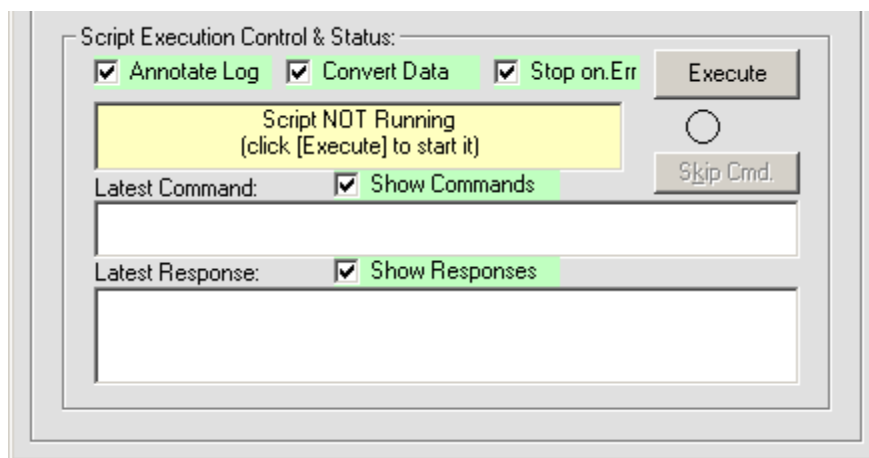 Script Execution Control & Status:
Annotate Log Convert Data Stop on.Err Execute
Script NOT Running
(click [Execute] to start it)
Skip Cmd.
Latest Command: Show Commands
Latest Response: Show Responses